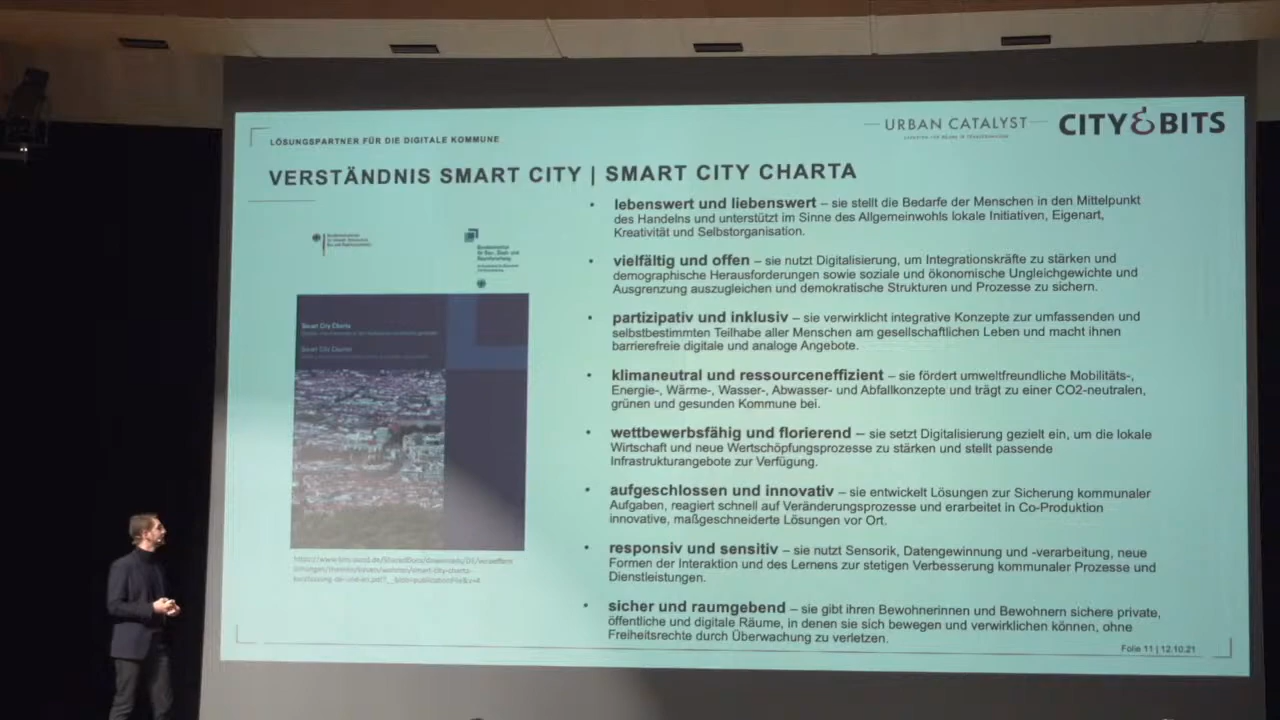 LÖSUNGSPARTNER FÜR DIE DIGITALE KOMMUNE
URBAN CATALYST
CITY&BITS
VERSTÄNDNIS SMART CITY | SMART CITY CHARTA
Smart City Charta
Smart City Charter
• lebenswert und liebenswert – sie stellt die Bedarfe der Menschen in den Mittelpunkt
des Handelns und unterstützt im Sinne des Allgemeinwohls lokale Initiativen, Eigenart,
Kreativität und Selbstorganisation.
• vielfältig und offen – sie nutzt Digitalisierung, um Integrationskräfte zu stärken und
demographische Herausforderungen sowie soziale und ökonomische Ungleichgewichte und
Ausgrenzung auszugleichen und demokratische Strukturen und Prozesse zu sichern.
• partizipativ und inklusiv – sie verwirklicht integrative Konzepte zur umfassenden und
selbstbestimmten Teilhabe aller Menschen am gesellschaftlichen Leben und macht ihnen
barrierefreie digitale und analoge Angebote.
• klimaneutral und ressourceneffizient – sie fördert umweltfreundliche Mobilitäts-,
Energie-, Wärme-, Wasser-, Abwasser- und Abfallkonzepte und trägt zu einer CO2-neutralen,
grünen und gesunden Kommune bei.
• wettbewerbsfähig und florierend – sie setzt Digitalisierung gezielt ein, um die lokale
Wirtschaft und neue Wertschöpfungsprozesse zu stärken und stellt passende
Infrastrukturangebote zur Verfügung.
• aufgeschlossen und innovativ – sie entwickelt Lösungen zur Sicherung kommunaler
Aufgaben, reagiert schnell auf Veränderungsprozesse und erarbeitet in Co-Produktion
innovative, maßgeschneiderte Lösungen vor Ort.
• responsiv und sensitiv – sie nutzt Sensorik, Datengewinnung und -verarbeitung, neue
Formen der Interaktion und des Lernens zur stetigen Verbesserung kommunaler Prozesse und
Dienstleistungen.
• sicher und raumgebend – sie gibt ihren Bewohnerinnen und Bewohnern sichere private,
öffentliche und digitale Räume, in denen sie sich bewegen und verwirklichen können, ohne
Freiheitsrechte durch Überwachung zu verletzen.
Folie 11 | 12.10.21